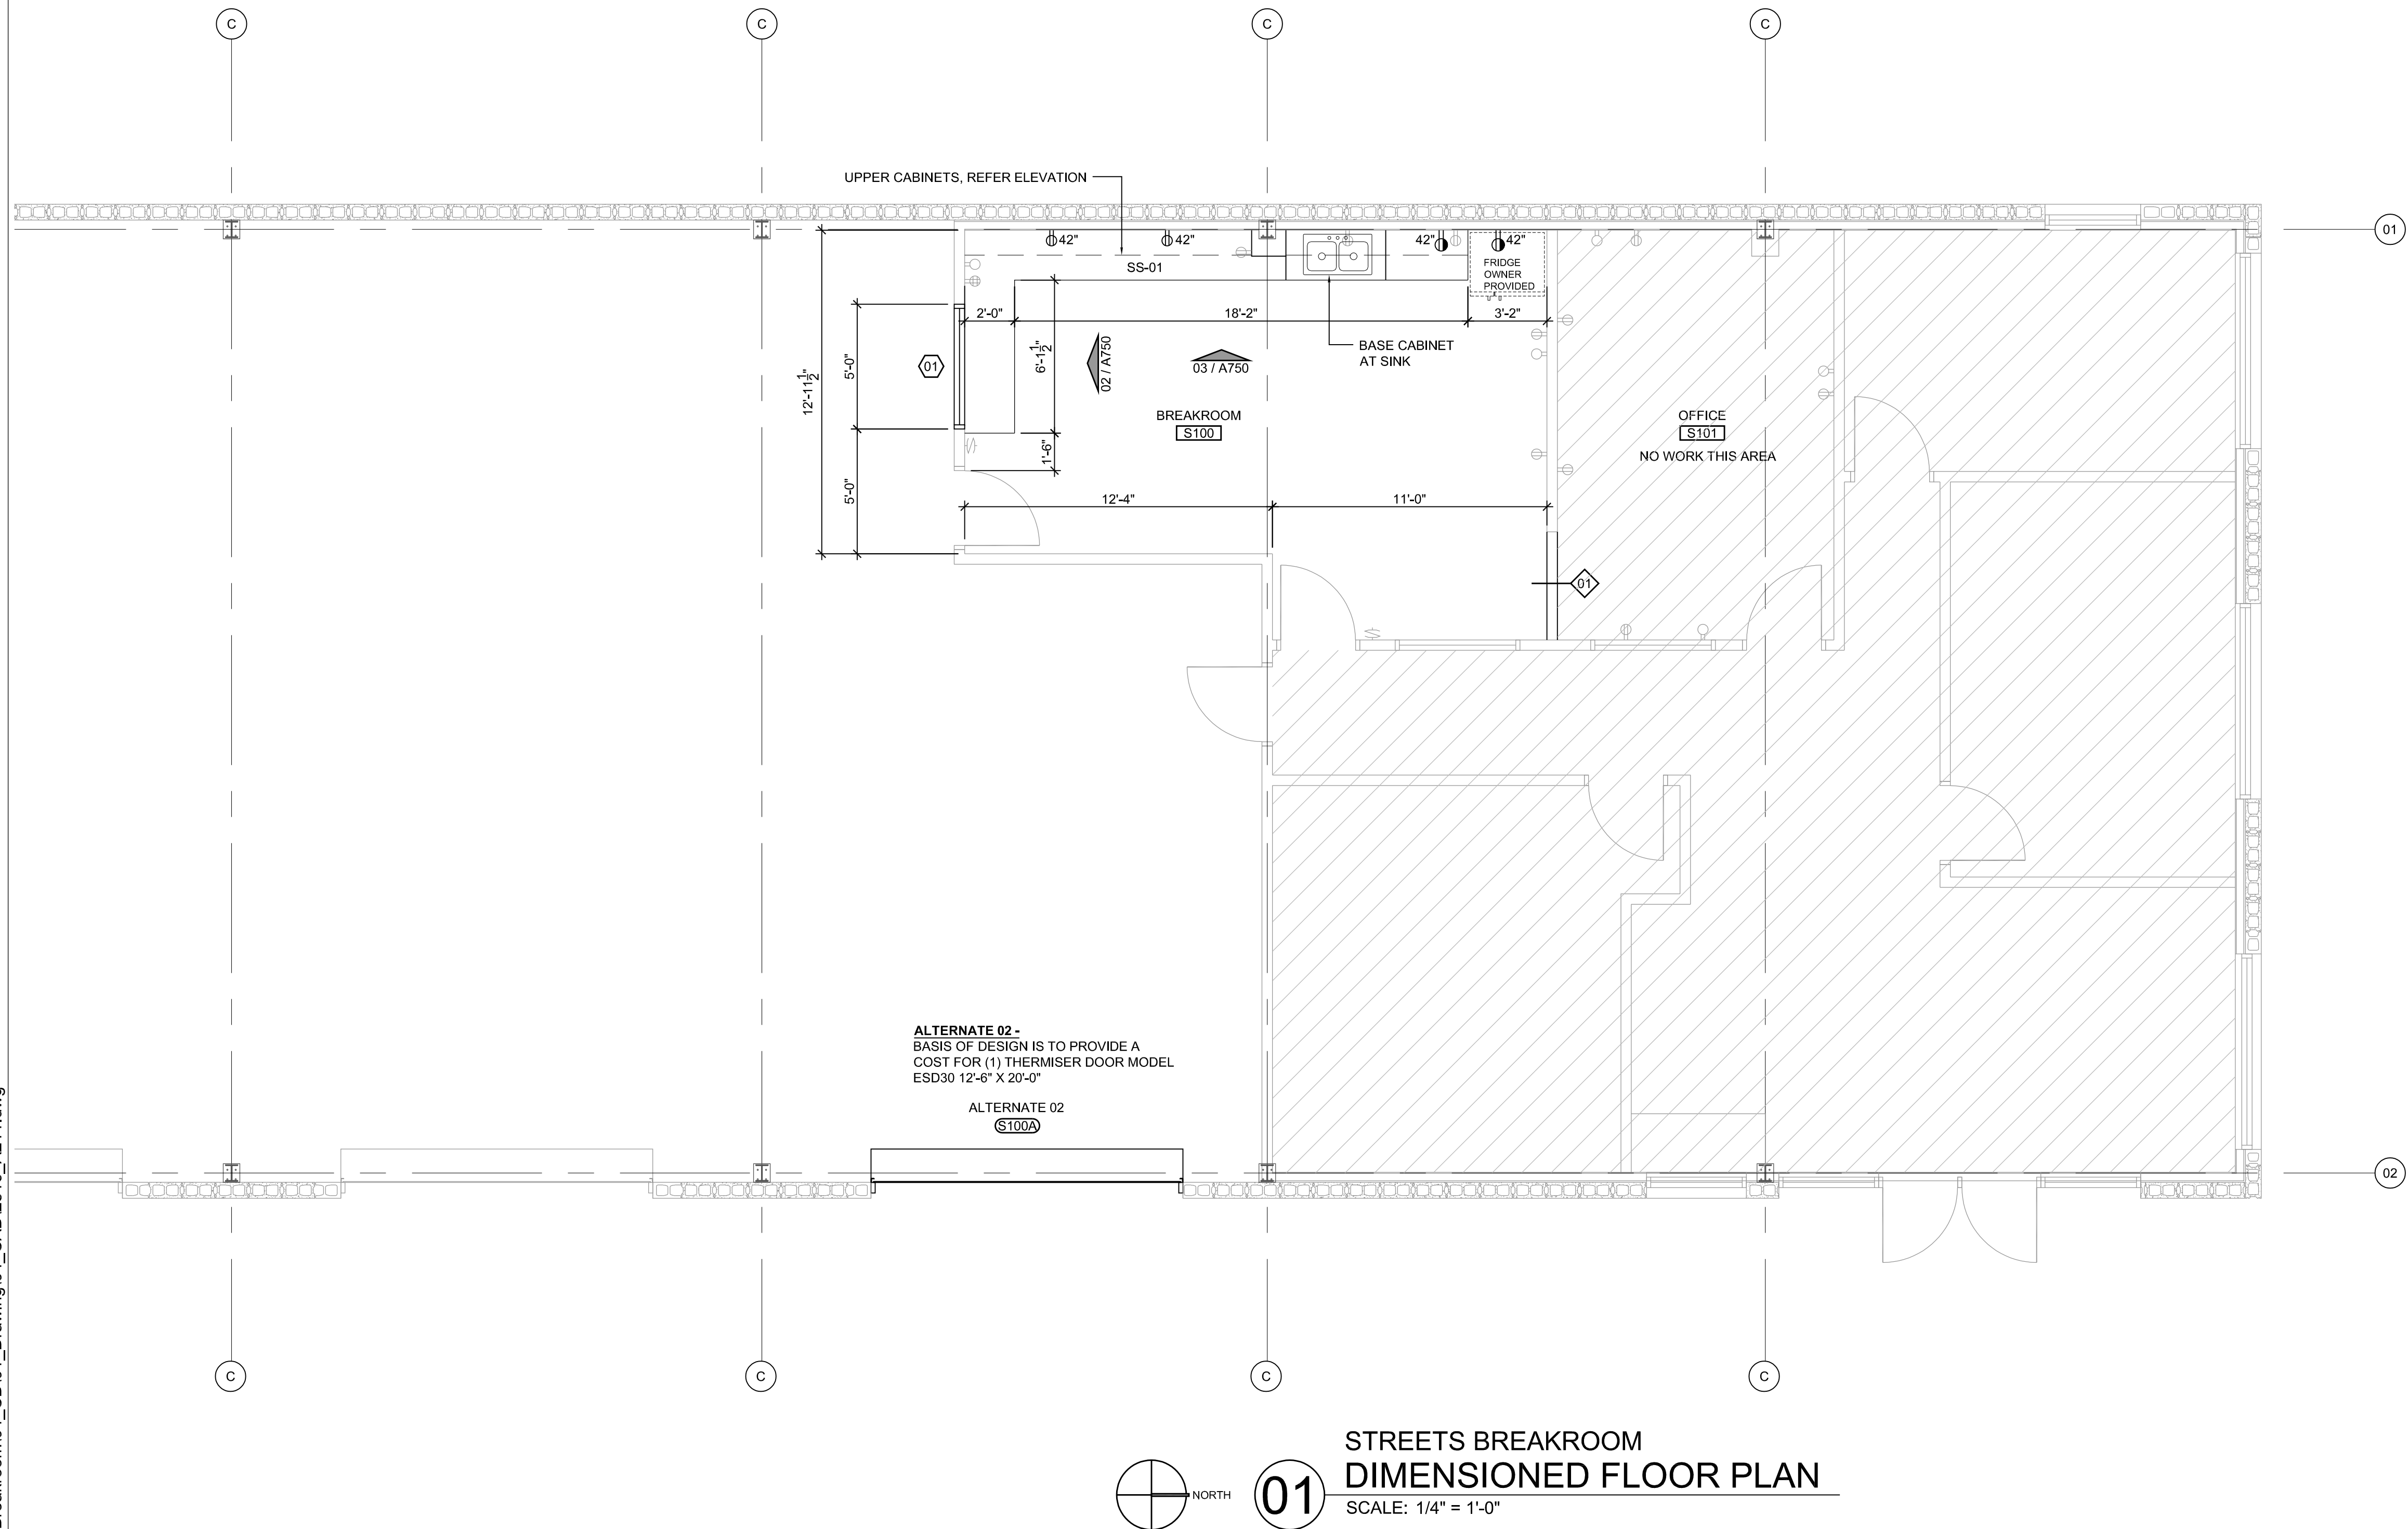 C
C
C
C
UPPER CABINETS, REFER ELEVATION
01
42"
42"
42"
42"
SS-01
FRIDGE
OWNER
PROVIDED
2'-0"
18'-2"
3'-2"
BASE CABINET
AT SINK
5'-0"
12'-11 1/2"
01
6'-1 1/2"
02 / A750
03 / A750
BREAKROOM
S100
OFFICE
S101
NO WORK THIS AREA
1'-6"
5'-0"
12'-4"
11'-0"
01
ALTERNATE 02 -
BASIS OF DESIGN IS TO PROVIDE A
COST FOR (1) THERMISER DOOR MODEL
ESD30 12'-6" X 20'-0"
ALTERNATE 02
S100A
02
C
C
C
C
NORTH
01
STREETS BREAKROOM
DIMENSIONED FLOOR PLAN
SCALE: 1/4" = 1'-0"